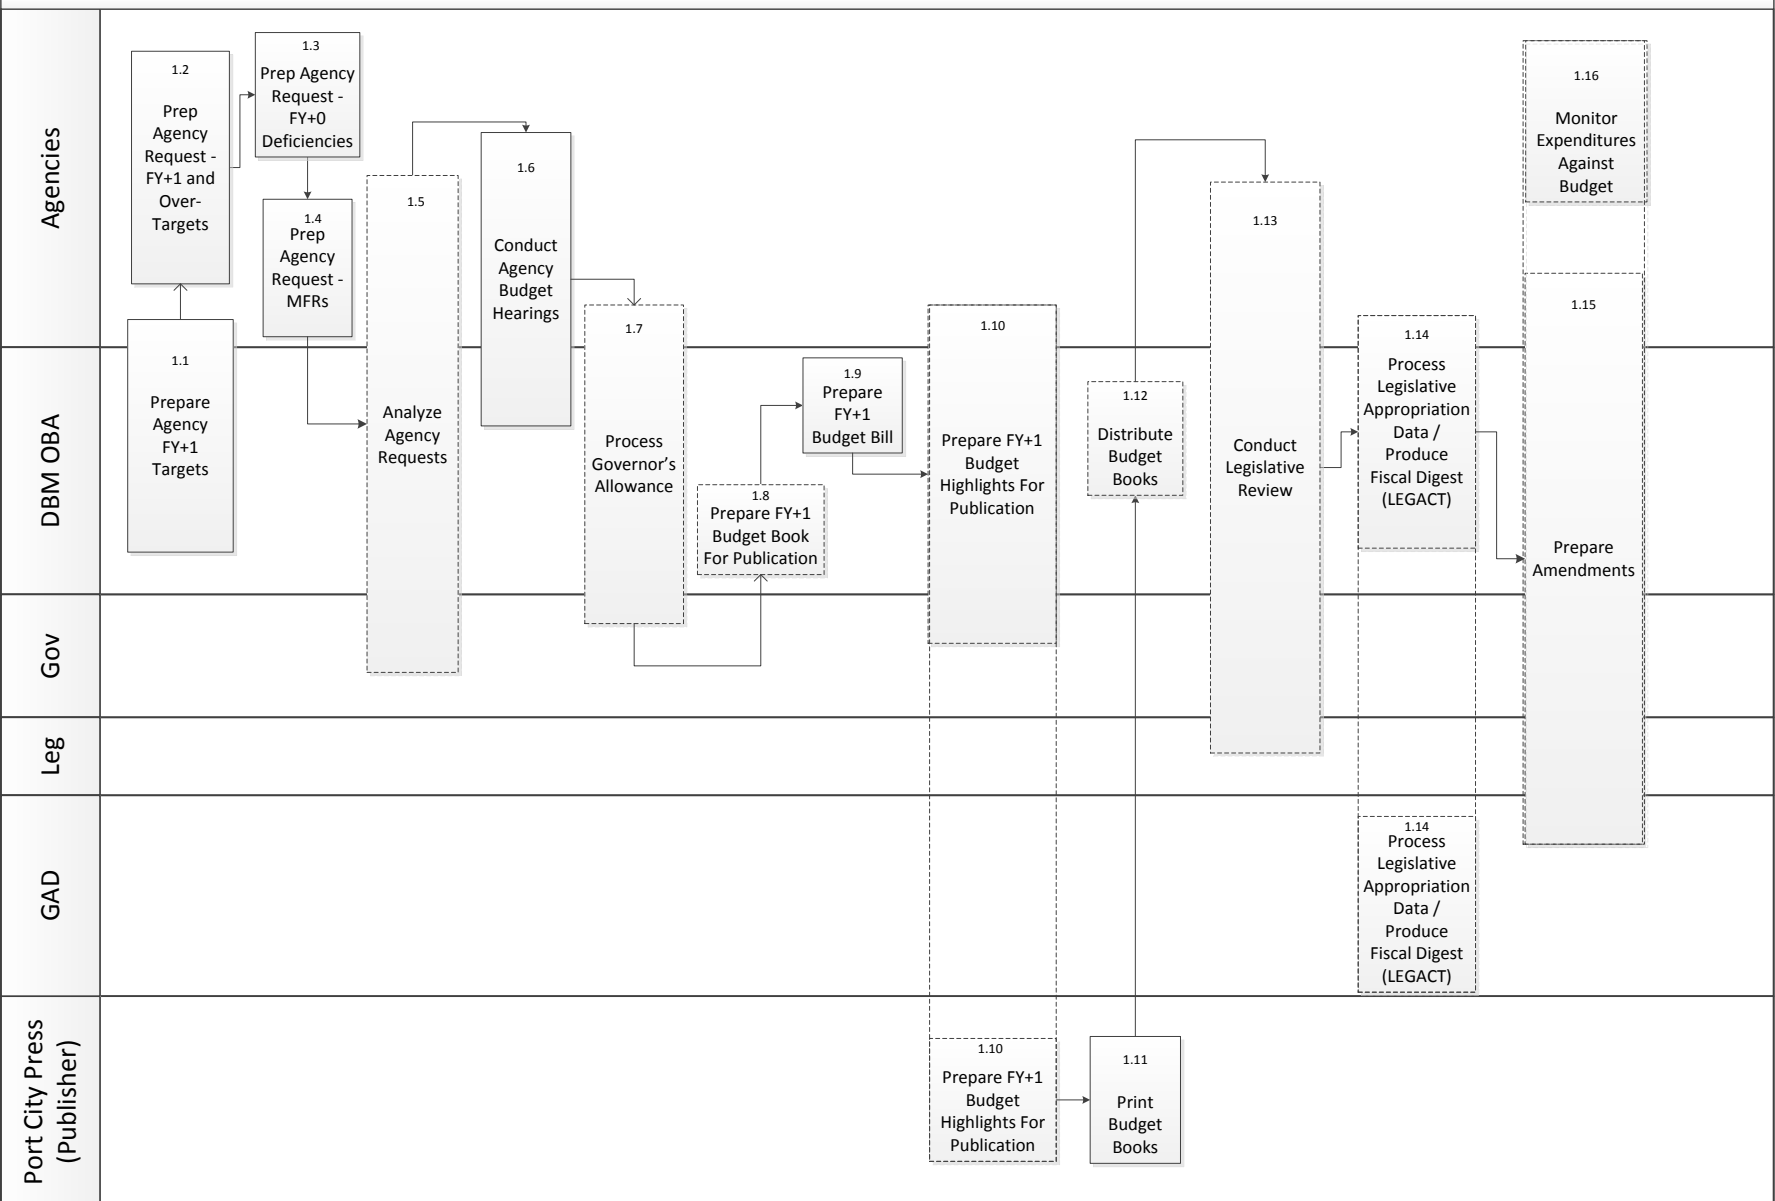 Agencies
1.2
Prep
Agency
Request -
FY+1 and
Over-
Targets
1.3
Prep Agency
Request -
FY+0
Deficiencies
1.4
Prep
Agency
Request -
MFRs
1.1
Prepare
Agency
FY+1
Targets
1.5
Analyze
Agency
Requests
1.6
Conduct
Agency
Budget
Hearings
1.7
Process
Governor’s
Allowance
1.8
Prepare FY+1
Budget Book
For Publication
1.9
Prepare
FY+1
Budget Bill
1.10
Prepare FY+1
Budget
Highlights For
Publication
1.12
Distribute
Budget
Books
1.13
Conduct
Legislative
Review
1.14
Process
Legislative
Appropriation
Data /
Produce
Fiscal Digest
(LEGACT)
1.16
Monitor
Expenditures
Against
Budget
1.15
Prepare
Amendments
DBM OBA
Gov
Leg
GAD
1.14
Process
Legislative
Appropriation
Data /
Produce
Fiscal Digest
(LEGACT)
Port City Press
(Publisher)
1.10
Prepare FY+1
Budget
Highlights For
Publication
1.11
Print
Budget
Books